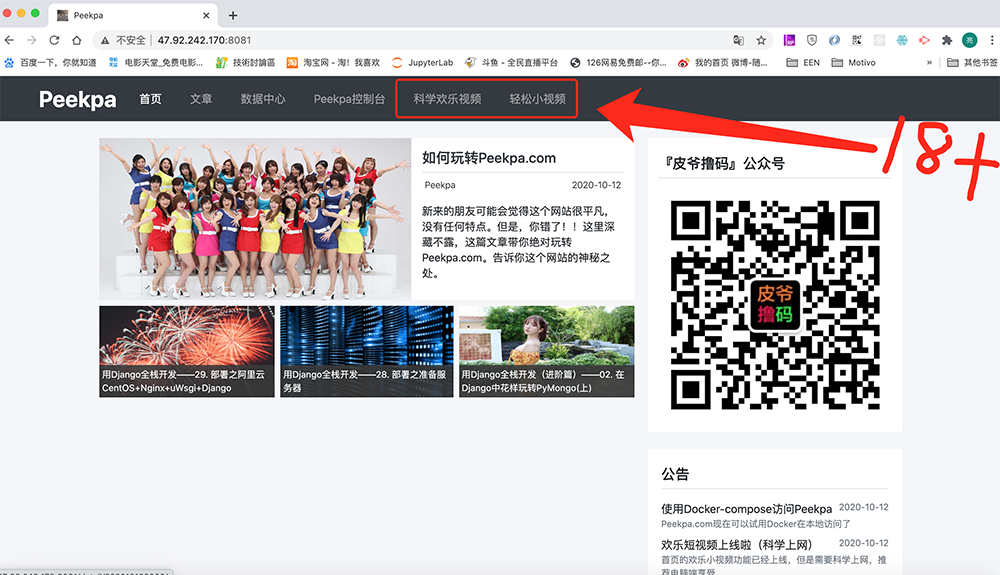 Peekpa
不安全 | 47.92.242.170:8081
百度一下，你就知道 电影天堂_免费电影... 技術討論區 淘宝网 - 淘！我喜欢 JupyterLab 斗鱼 - 全民直播平台 126网易免费邮--你... 我的首页 微博-随... EEN Motivo » 其他书签
Peekpa 首页 文章 数据中心 Peekpa控制台 科学欢乐视频 轻松小视频
18+
如何玩转Peekpa.com
Peekpa 2020-10-12
新来的朋友可能会觉得这个网站很平凡，
没有任何特点。但是，你错了！！这里深
藏不露，这篇文章带你绝对玩转
Peekpa.com。告诉你这个网站的神秘之
处。
用Django全栈开发——29. 部署之阿里云
CentOS+Nginx+uWsgi+Django
用Django全栈开发——28. 部署之准备服
务器
用Django全栈开发（进阶篇）——02. 在
Django中花样玩转PyMongo(上)
『皮爷撸码』公众号
皮爷
撸码
公告
使用Docker-compose访问Peekpa 2020-10-12
Peekpa.com现在可以试用Docker在本地访问了
欢乐短视频上线啦（科学上网） 2020-10-12
首页的欢乐小视频功能已经上线，但是需要科学上网，推
荐电脑端享受